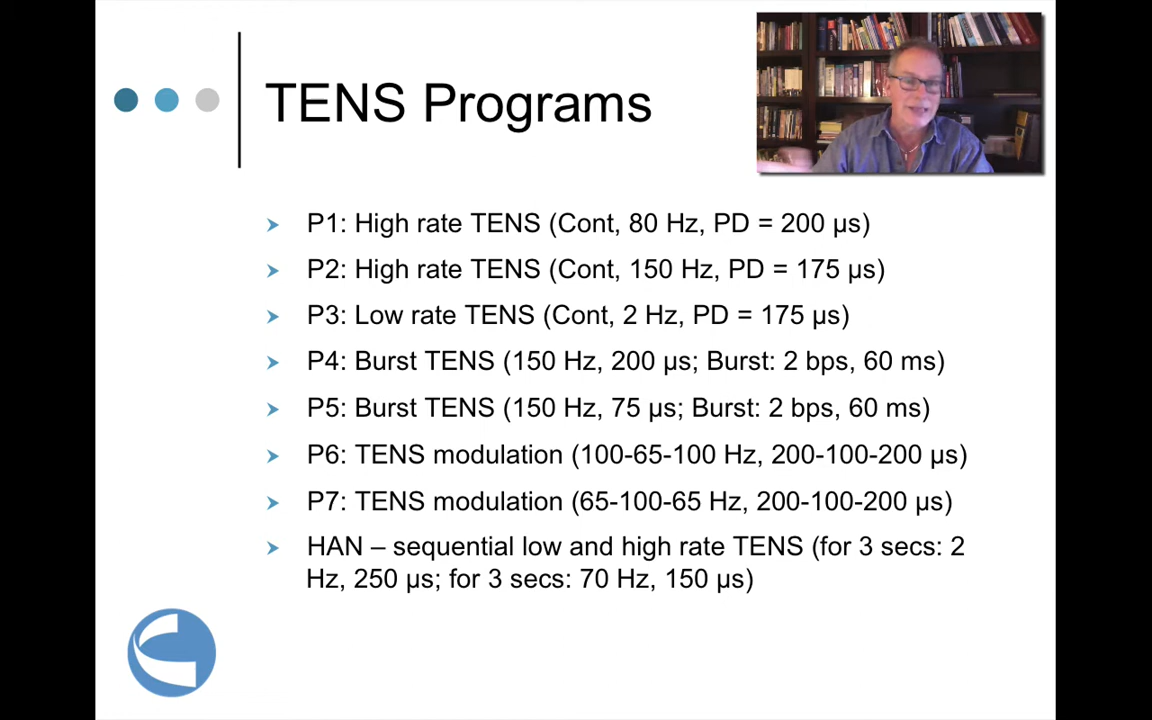 TENS Programs
P1: High rate TENS (Cont, 80 Hz, PD = 200 µs)
P2: High rate TENS (Cont, 150 Hz, PD = 175 µs)
P3: Low rate TENS (Cont, 2 Hz, PD = 175 µs)
P4: Burst TENS (150 Hz, 200 µs; Burst: 2 bps, 60 ms)
P5: Burst TENS (150 Hz, 75 µs; Burst: 2 bps, 60 ms)
P6: TENS modulation (100-65-100 Hz, 200-100-200 µs)
P7: TENS modulation (65-100-65 Hz, 200-100-200 µs)
HAN – sequential low and high rate TENS (for 3 secs: 2
Hz, 250 µs; for 3 secs: 70 Hz, 150 µs)